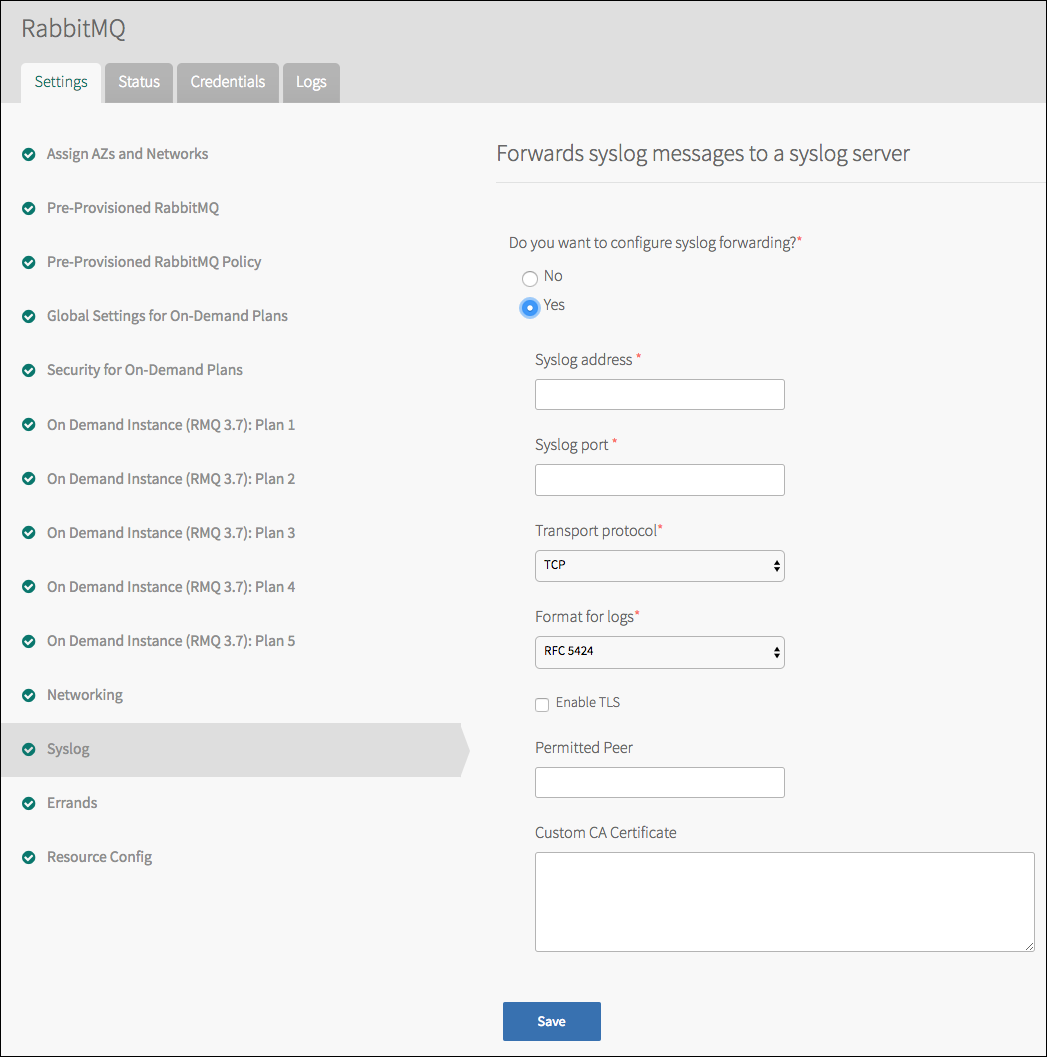 RabbitMQ
Settings
Status
Credentials
Logs
Assign AZs and Networks
Pre-Provisioned RabbitMQ
Pre-Provisioned RabbitMQ Policy
Global Settings for On-Demand Plans
Security for On-Demand Plans
On Demand Instance (RMQ 3.7): Plan 1
On Demand Instance (RMQ 3.7): Plan 2
On Demand Instance (RMQ 3.7): Plan 3
On Demand Instance (RMQ 3.7): Plan 4
On Demand Instance (RMQ 3.7): Plan 5
Networking
Syslog
Errands
Resource Config
Forwards syslog messages to a syslog server
Do you want to configure syslog forwarding?*
No
Yes
Syslog address *
Syslog port *
Transport protocol*
TCP
Format for logs*
RFC 5424
Enable TLS
Permitted Peer
Custom CA Certificate
Save